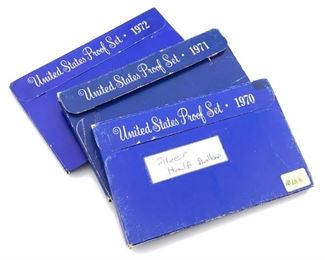 United States Proof Set · 1972
United States Proof Set · 1971
United States Proof Set · 1970
Silver
Half Dollar